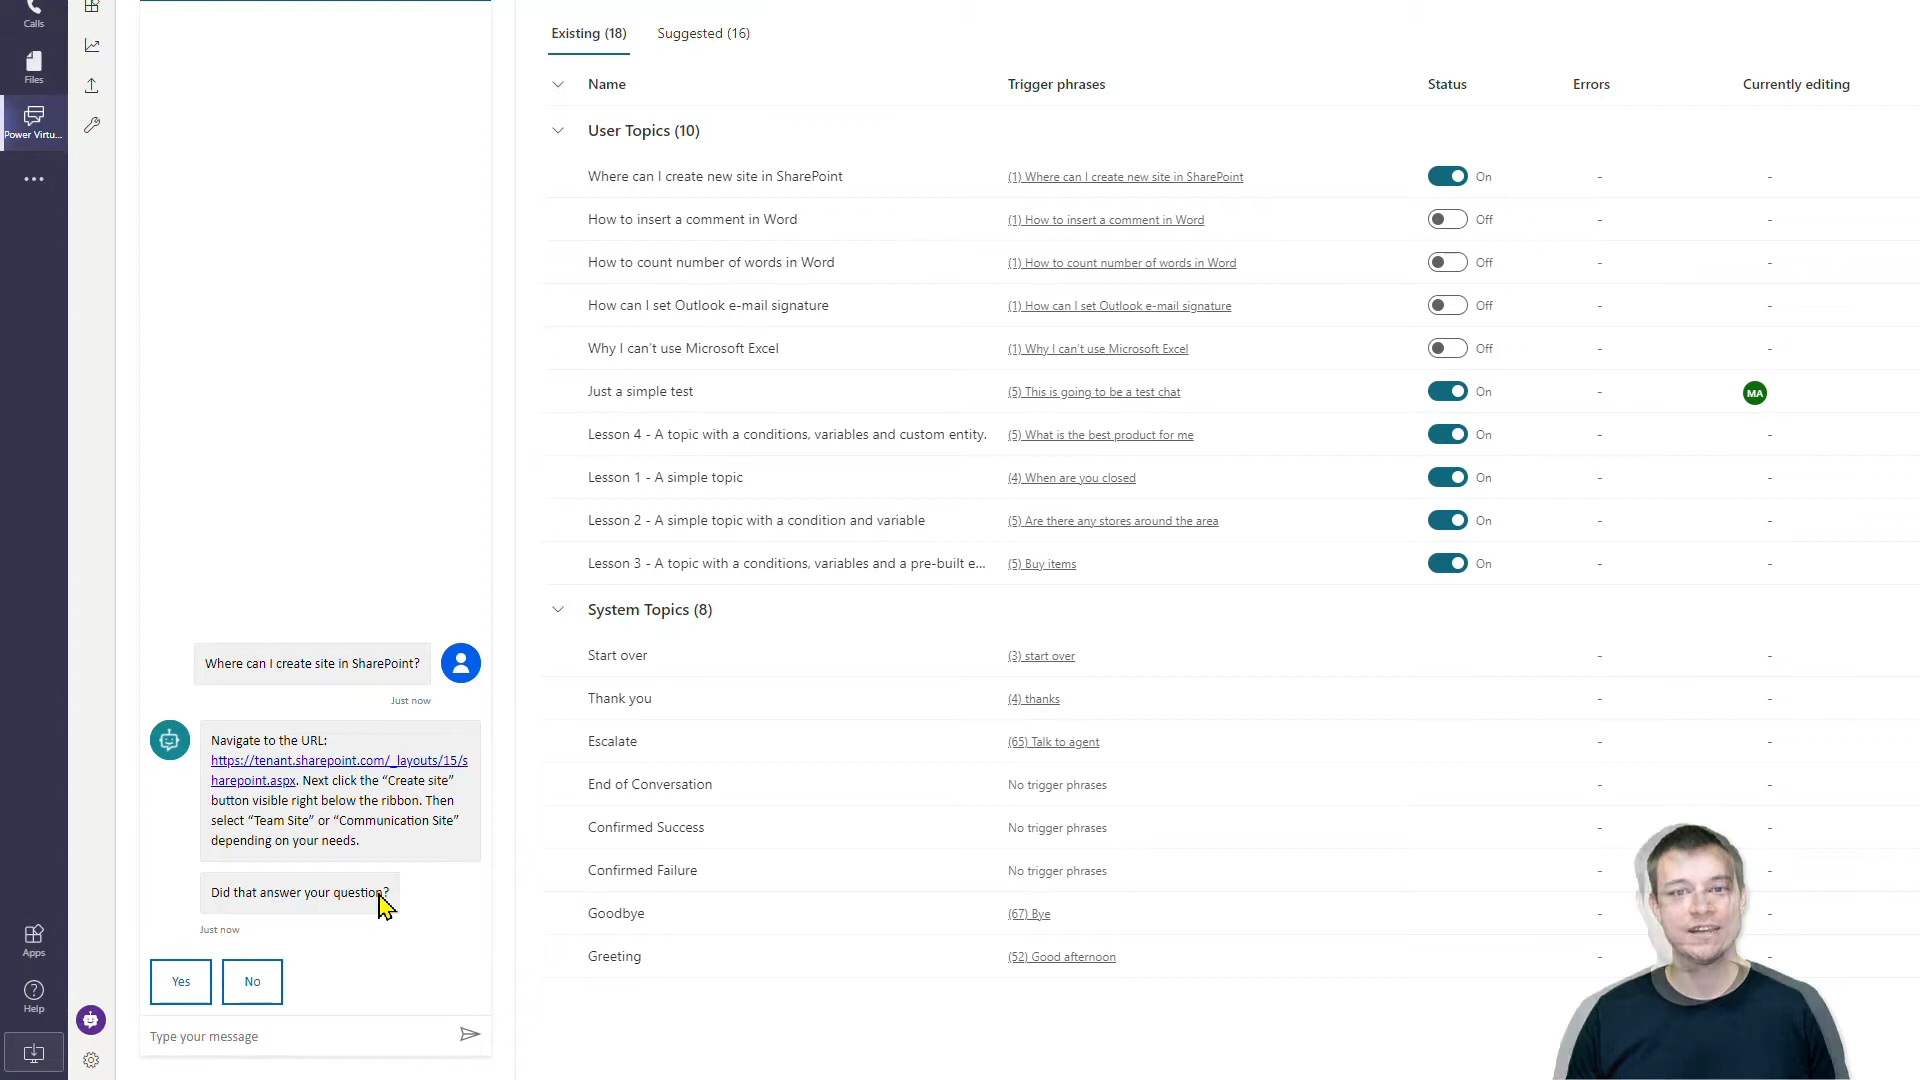 Calls
Files
Power Virtu...
Apps
Help
Where can I create site in SharePoint?
Just now
Navigate to the URL:
https://tenant.sharepoint.com/_layouts/15/s
harepoint.aspx. Next click the “Create site”
button visible right below the ribbon. Then
select “Team Site” or “Communication Site”
depending on your needs.
Did that answer your question?
Just now
Yes No
Type your message
Existing (18) Suggested (16)
Name Trigger phrases Status Errors Currently editing
User Topics (10)
Where can I create new site in SharePoint (1) Where can I create new site in SharePoint On - -
How to insert a comment in Word (1) How to insert a comment in Word Off - -
How to count number of words in Word (1) How to count number of words in Word Off - -
How can I set Outlook e-mail signature (1) How can I set Outlook e-mail signature Off - -
Why I can’t use Microsoft Excel (1) Why I can’t use Microsoft Excel Off - -
Just a simple test (5) This is going to be a test chat On - MA
Lesson 4 - A topic with a conditions, variables and custom entity. (5) What is the best product for me On - -
Lesson 1 - A simple topic (4) When are you closed On - -
Lesson 2 - A simple topic with a condition and variable (5) Are there any stores around the area On - -
Lesson 3 - A topic with a conditions, variables and a pre-built e... (5) Buy items On - -
System Topics (8)
Start over (3) start over - -
Thank you (4) thanks - -
Escalate (65) Talk to agent - -
End of Conversation No trigger phrases - -
Confirmed Success No trigger phrases - -
Confirmed Failure No trigger phrases - -
Goodbye (67) Bye - -
Greeting (52) Good afternoon - -